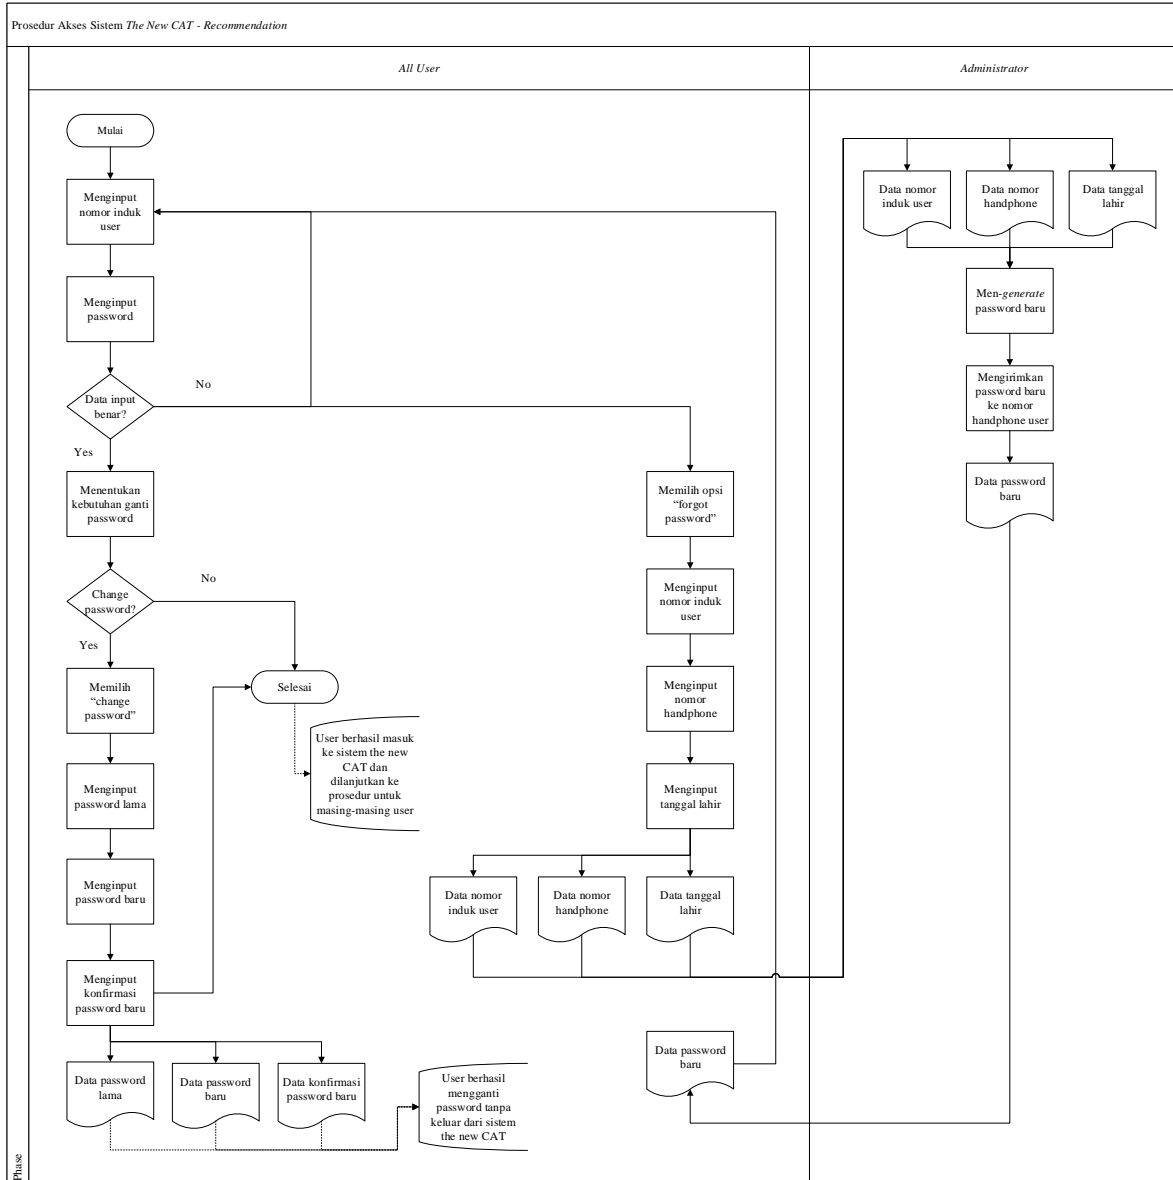 Prosedur Akses Sistem The New CAT - Recommendation
All User
Administrator
Mulai
Menginput
nomor induk
user
Menginput
password
Data input
benar?
No
Yes
Menentukan
kebutuhan ganti
password
Change
password?
No
Yes
Memilih
“change
password”
Menginput
password lama
Menginput
password baru
Menginput
konfirmasi
password baru
Data password
lama
Data password
baru
Data konfirmasi
password baru
User berhasil
mengganti
password tanpa
keluar dari sistem
the new CAT
Selesai
User berhasil masuk
ke sistem the new
CAT dan
dilanjutkan ke
prosedur untuk
masing-masing user
Memilih opsi
“forgot
password”
Menginput
nomor induk
user
Menginput
nomor
handphone
Menginput
tanggal lahir
Data nomor
induk user
Data nomor
handphone
Data tanggal
lahir
Data password
baru
Data nomor
induk user
Data nomor
handphone
Data tanggal
lahir
Men-generate
password baru
Mengirimkan
password baru
ke nomor
handphone user
Data password
baru
Phase